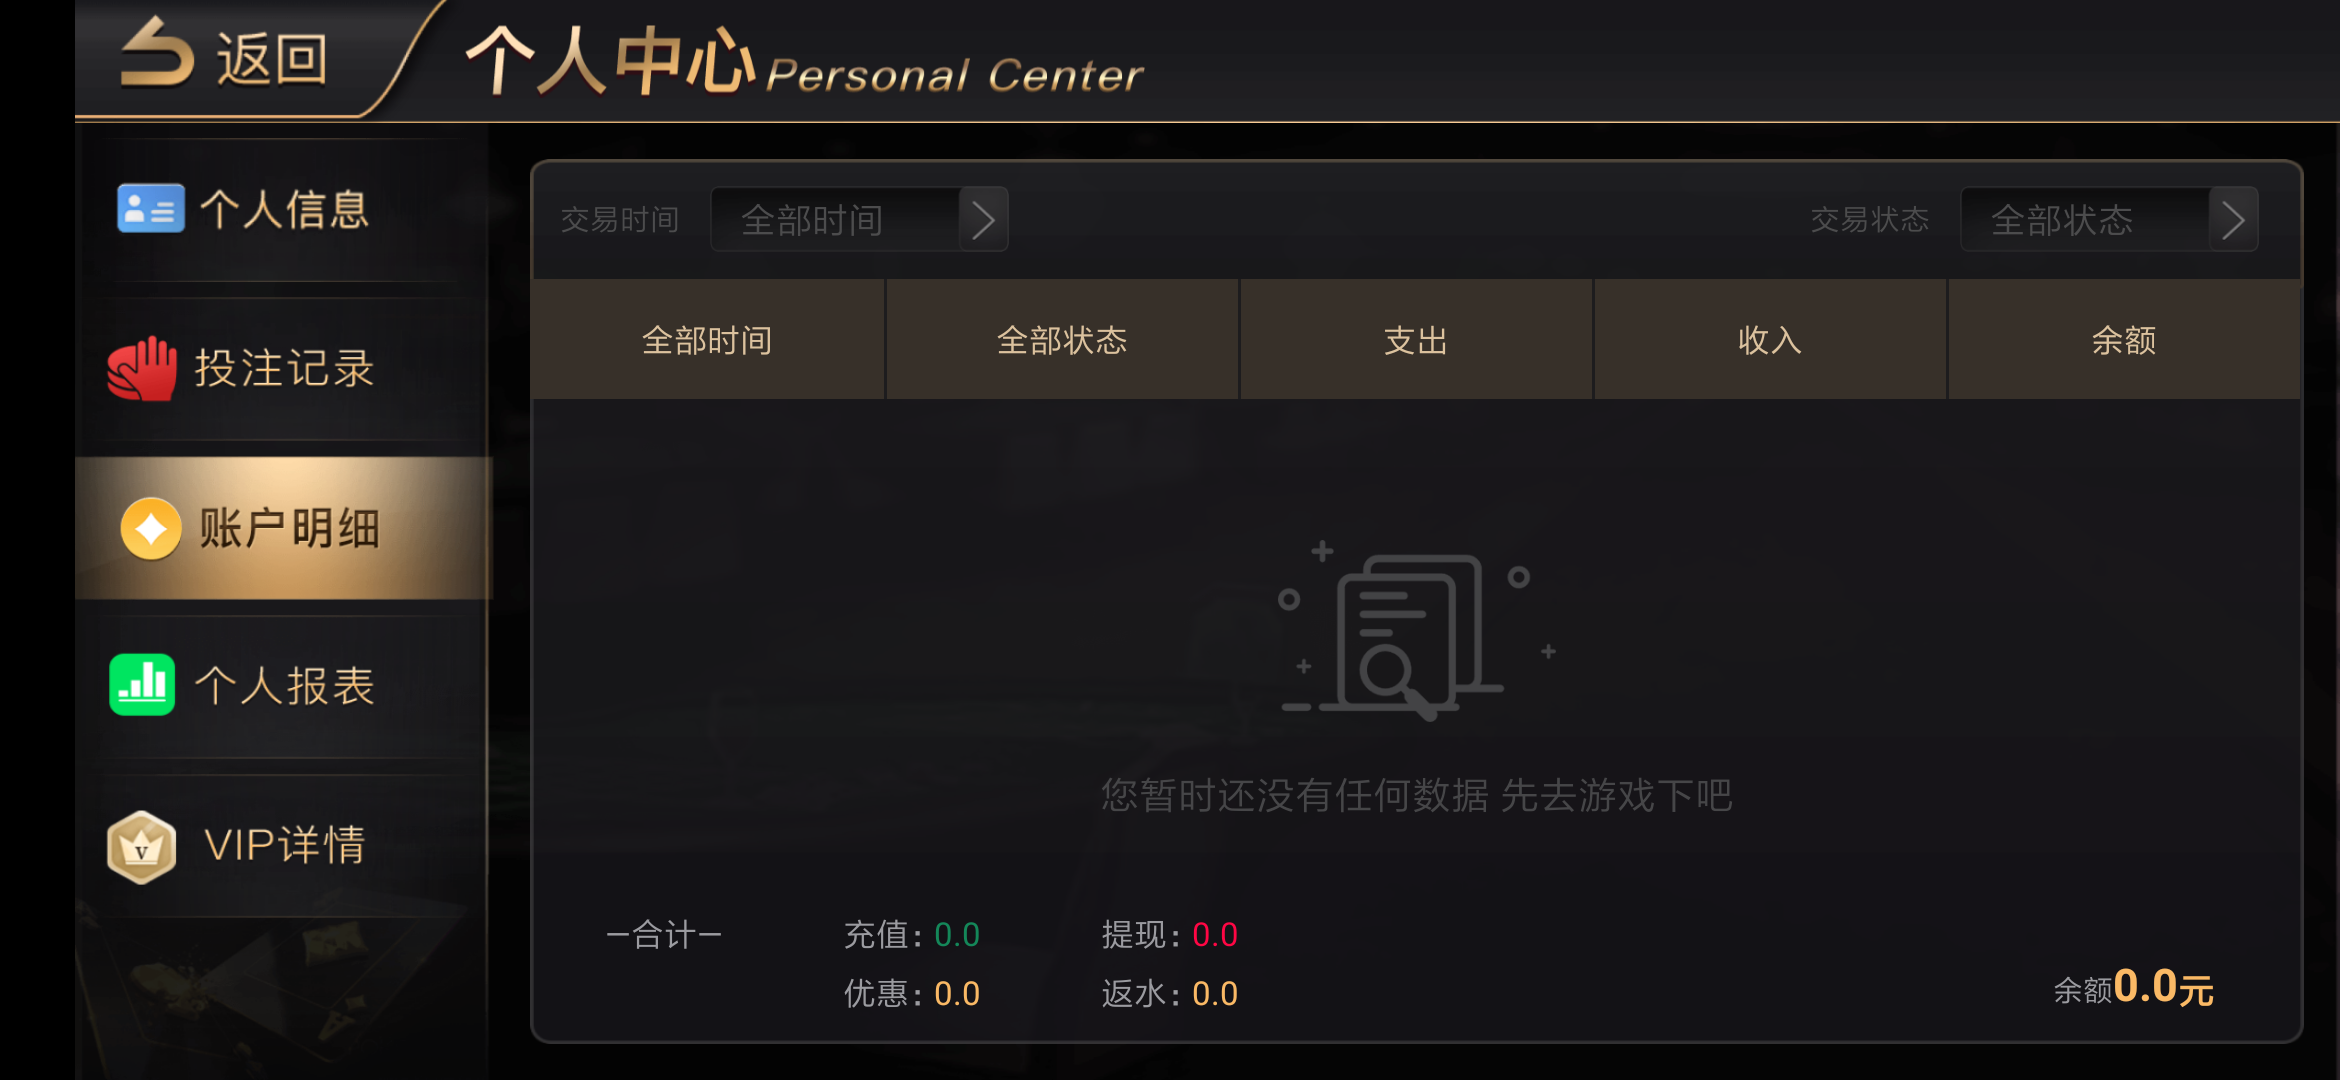 返回
个人中心 Personal Center
个人信息
投注记录
账户明细
个人报表
V
VIP详情
交易时间 全部时间 交易状态 全部状态
全部时间 全部状态 支出 收入 余额
您暂时还没有任何数据 先去游戏下吧
—合计— 充值: 0.0 提现: 0.0
优惠: 0.0 返水: 0.0
余额0.0元